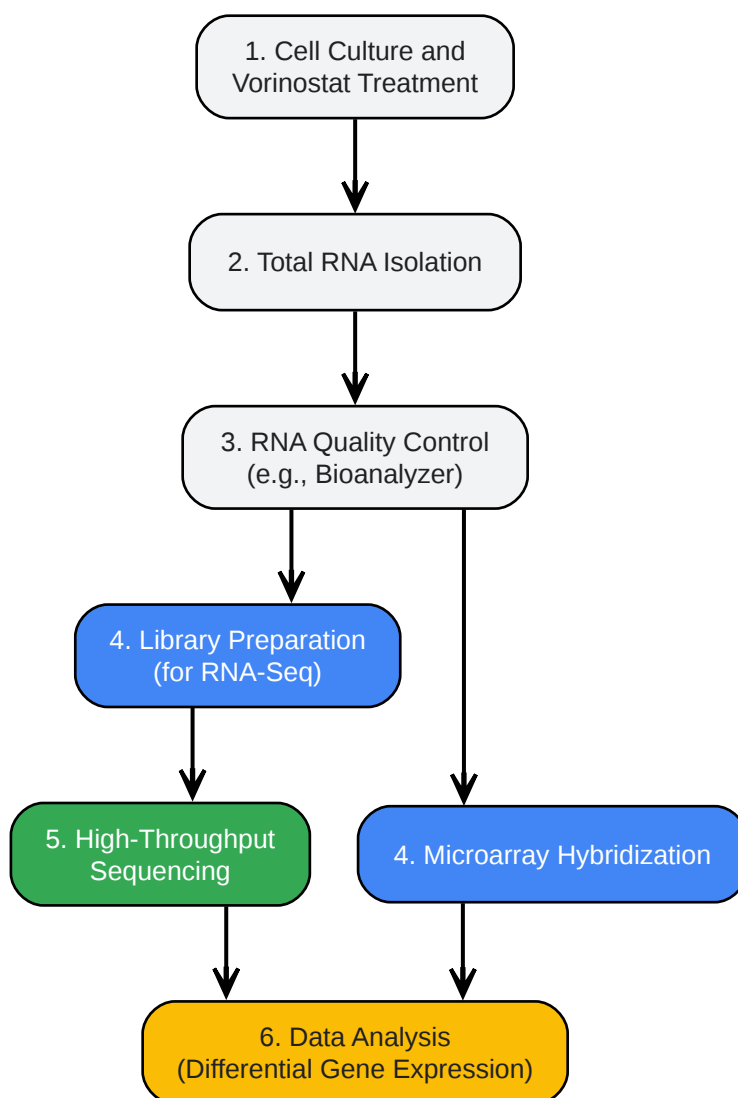 1. Cell Culture and
Vorinostat Treatment
2. Total RNA Isolation
3. RNA Quality Control
(e.g., Bioanalyzer)
4. Library Preparation
(for RNA-Seq)
5. High-Throughput
Sequencing
4. Microarray Hybridization
6. Data Analysis
(Differential Gene Expression)